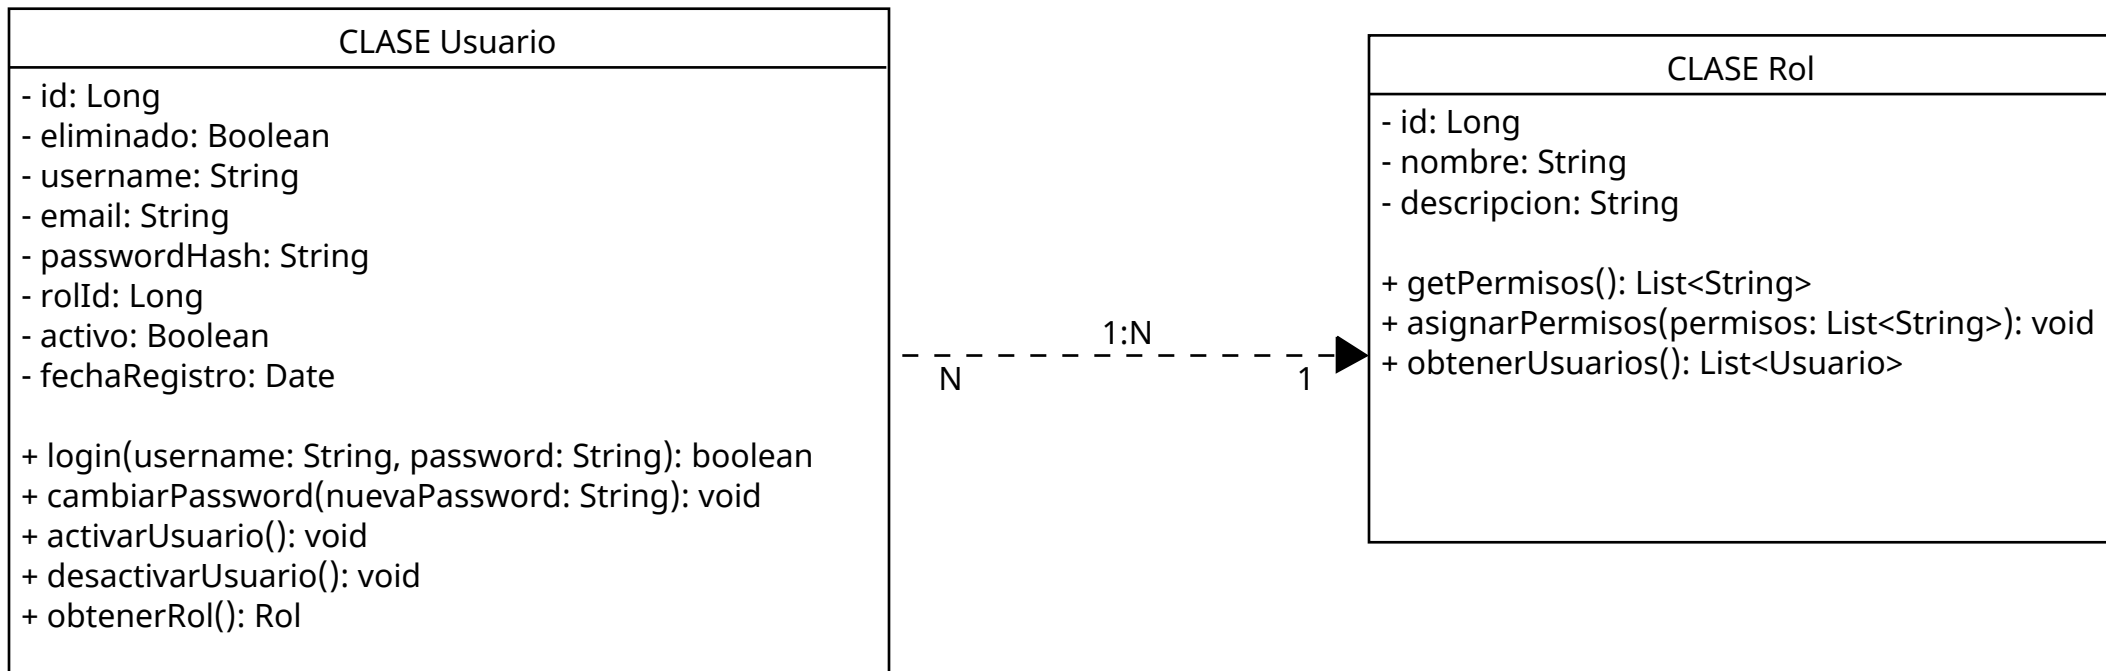 CLASE Usuario
- id: Long
- eliminado: Boolean
- username: String
- email: String
- passwordHash: String
- rolId: Long
- activo: Boolean
- fechaRegistro: Date
+ login(username: String, password: String): boolean
+ cambiarPassword(nuevaPassword: String): void
+ activarUsuario(): void
+ desactivarUsuario(): void
+ obtenerRol(): Rol
1:N
N
1
CLASE Rol
- id: Long
- nombre: String
- descripcion: String
+ getPermisos(): List<String>
+ asignarPermisos(permisos: List<String>): void
+ obtenerUsuarios(): List<Usuario>